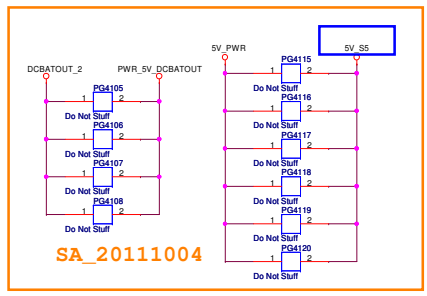 5V_PWR 5V_S5
DCBATOUT_2 PWR_5V_DCBATOUT
PG4115
1 2
Do Not Stuff
PG4116
1 2
Do Not Stuff
PG4117
1 2
Do Not Stuff
PG4118
1 2
Do Not Stuff
PG4119
1 2
Do Not Stuff
PG4120
1 2
Do Not Stuff
PG4105
1 2
Do Not Stuff
PG4106
1 2
Do Not Stuff
PG4107
1 2
Do Not Stuff
PG4108
1 2
Do Not Stuff
SA_20111004